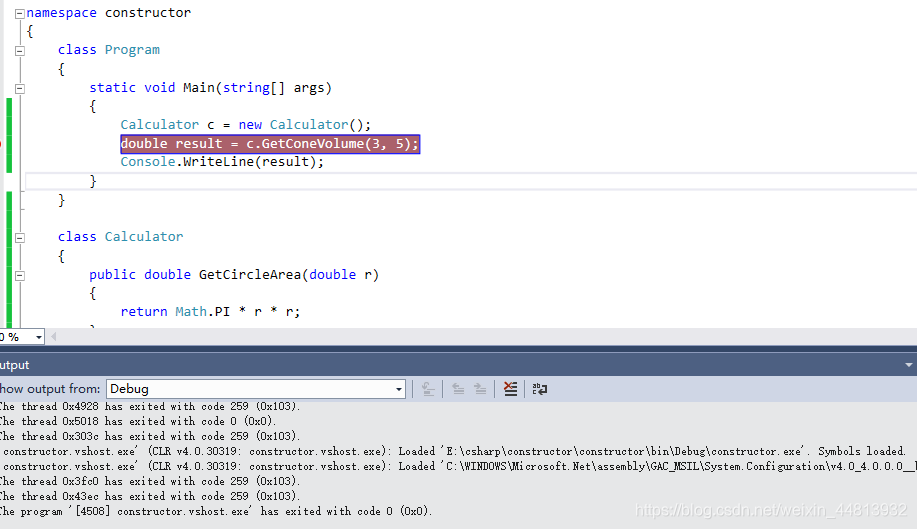 namespace constructor
{
class Program
{
static void Main(string[] args)
{
Calculator c = new Calculator();
double result = c.GetConeVolume(3, 5);
Console.WriteLine(result);
}
}
class Calculator
{
public double GetCircleArea(double r)
{
return Math.PI * r * r;
0 %
utput
how output from: Debug
The thread 0x4928 has exited with code 259 (0x103).
The thread 0x5018 has exited with code 0 (0x0).
The thread 0x303c has exited with code 259 (0x103).
constructor.vshost.exe' (CLR v4.0.30319: constructor.vshost.exe): Loaded 'E:\csharp\constructor\constructor\bin\Debug\constructor.exe'. Symbols loaded.
constructor.vshost.exe' (CLR v4.0.30319: constructor.vshost.exe): Loaded 'C:\WINDOWS\Microsoft.Net\assembly\GAC_MSIL\System.Configuration\v4.0_4.0.0.0__
The thread 0x3fc0 has exited with code 259 (0x103).
The thread 0x43ec has exited with code 259 (0x103).
The program '[4508] constructor.vshost.exe' has exited with code 0 (0x0).
https://blog.csdn.net/weixin_44813932